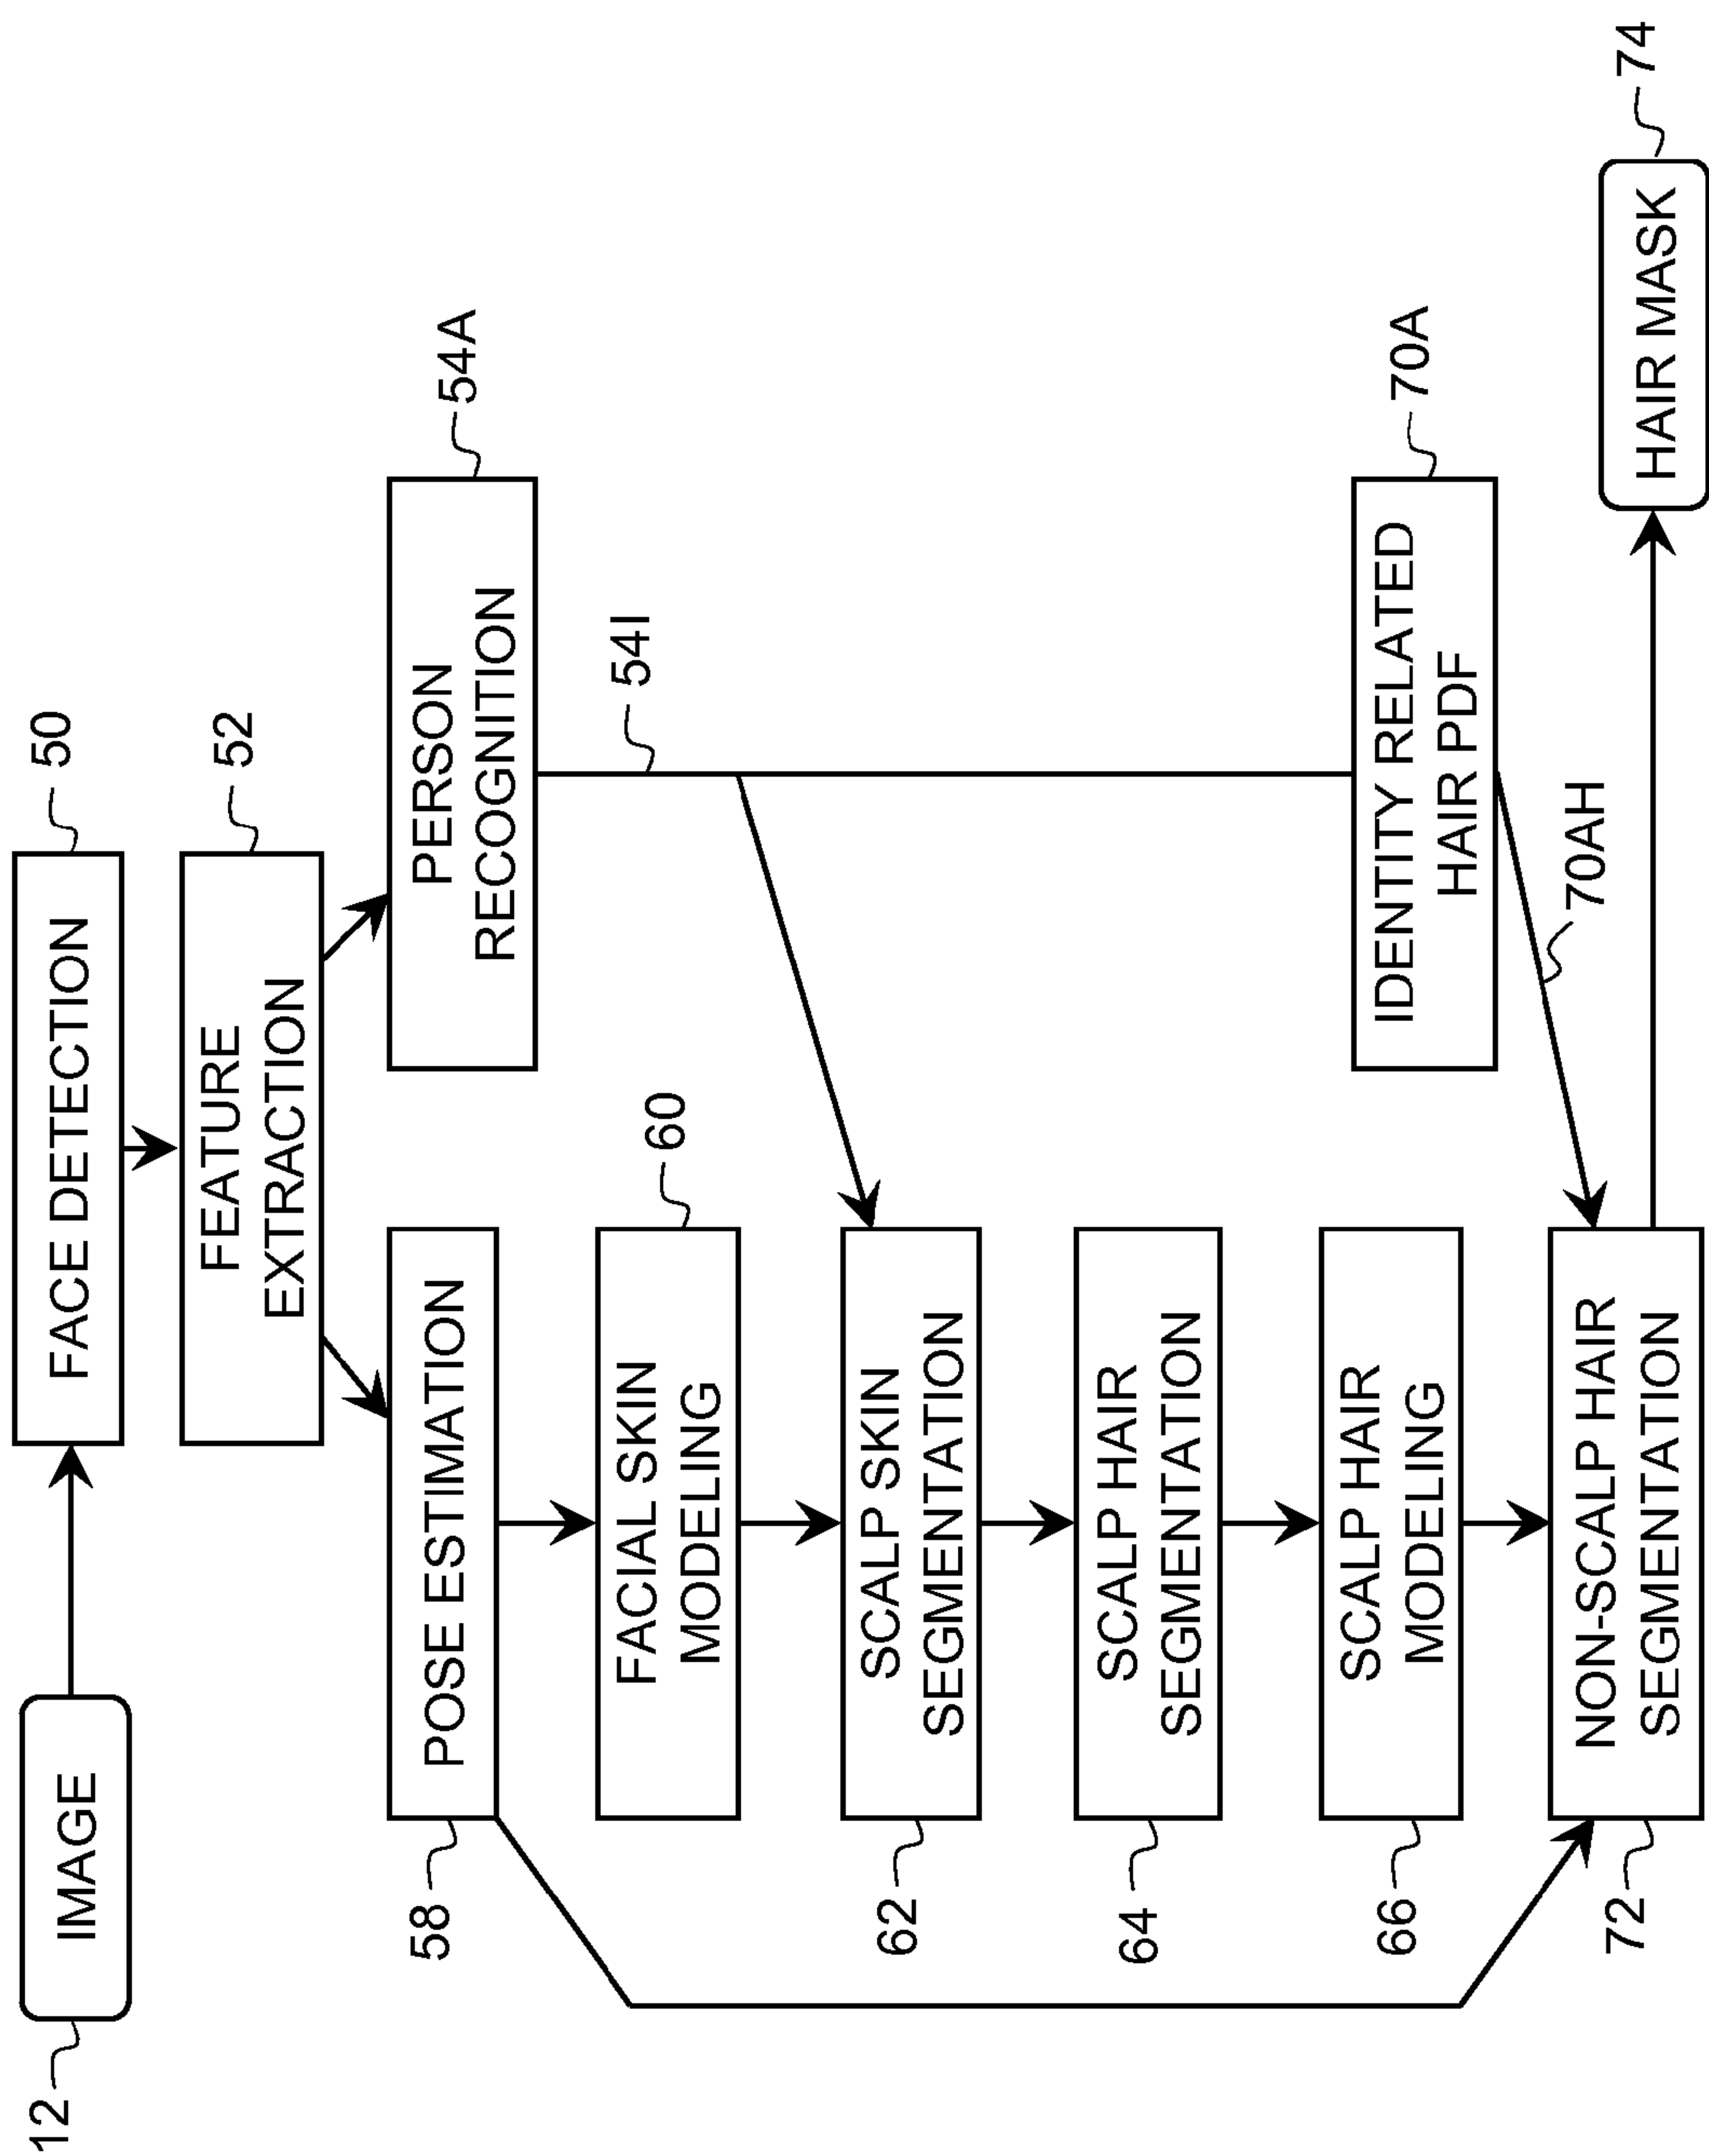 12
IMAGE
FACE DETECTION
50
FEATURE
EXTRACTION
52
58
POSE ESTIMATION
PERSON
RECOGNITION
54A
FACIAL SKIN
MODELING
60
54I
62
SCALP SKIN
SEGMENTATION
64
SCALP HAIR
SEGMENTATION
66
SCALP HAIR
MODELING
IDENTITY RELATED
HAIR PDF
70A
70AH
72
NON-SCALP HAIR
SEGMENTATION
HAIR MASK
74